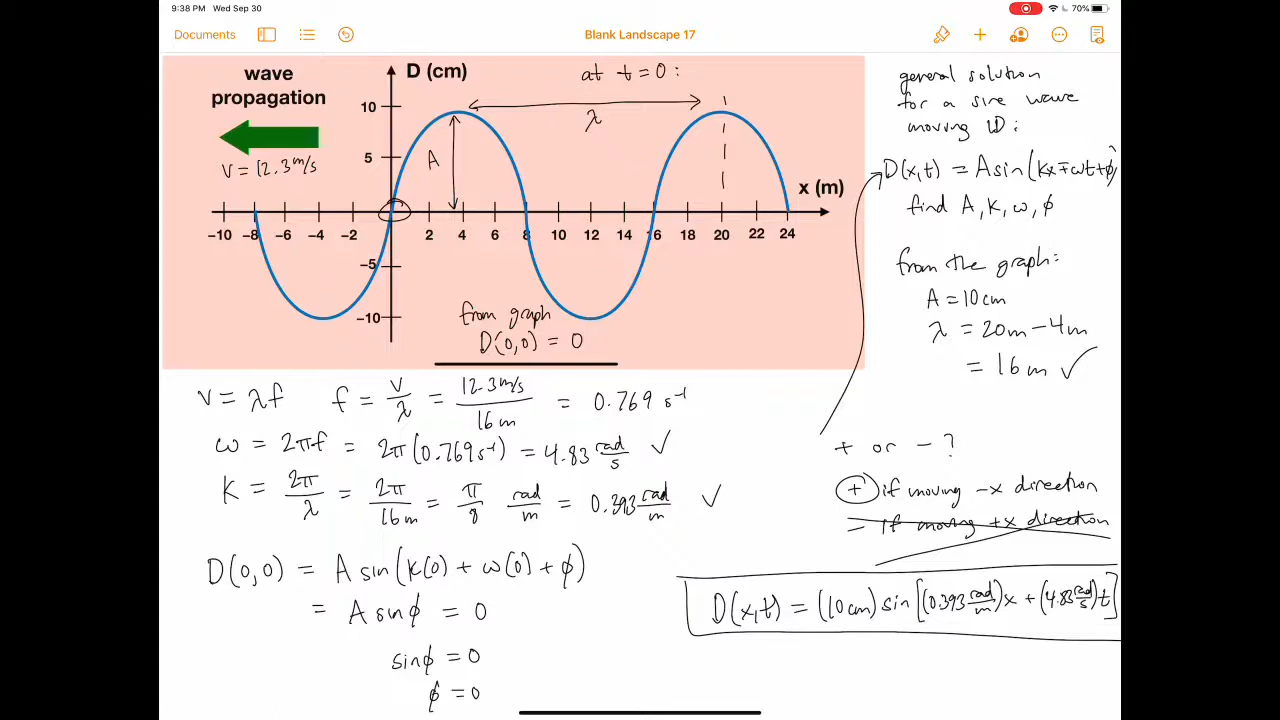 9:38 PM Wed Sep 30
70%
Documents
Blank Landscape 17
wave
propagation
v = 12.3 m/s
D (cm)
at t = 0:
λ
A
10
5
−5
−10
x (m)
−10 −8 −6 −4 −2 2 4 6 8 10 12 14 16 18 20 22 24
from graph
D(0,0) = 0
general solution
for a sine wave
moving 1D:
D(x,t) = A sin(kx ∓ ωt + ϕ)
find A, k, ω, ϕ
from the graph:
A = 10 cm
λ = 20m − 4m
= 16 m ✓
v = λf f = v/λ = 12.3 m/s / 16 m = 0.769 s⁻¹
ω = 2πf = 2π(0.769 s⁻¹) = 4.83 rad/s ✓
k = 2π/λ = 2π/16 m = π/8 rad/m = 0.393 rad/m ✓
D(0,0) = A sin(k(0) + ω(0) + ϕ)
= A sinϕ = 0
sinϕ = 0
ϕ = 0
+ or − ?
+ if moving −x direction
− if moving +x direction
D(x,t) = (10 cm) sin[(0.393 rad/m)x + (4.83 rad/s)t]